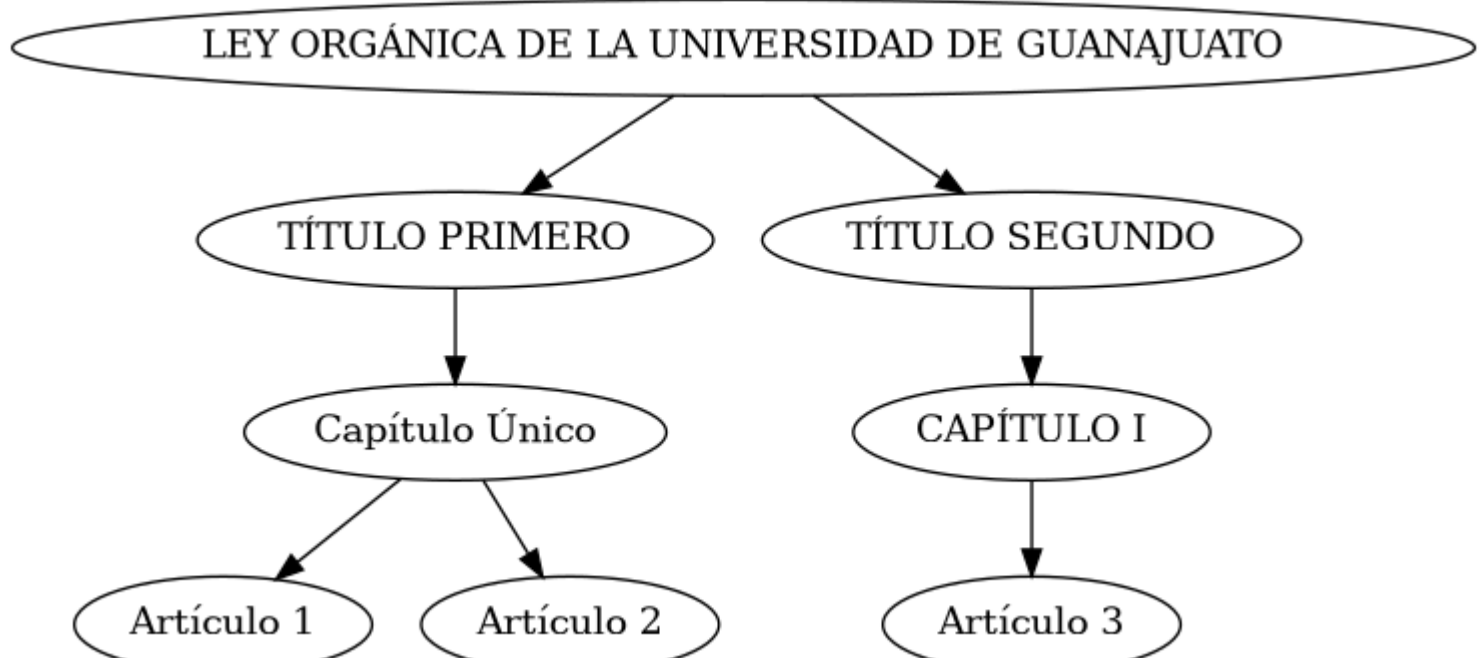 LEY ORGÁNICA DE LA UNIVERSIDAD DE GUANAJUATO
TÍTULO PRIMERO
TÍTULO SEGUNDO
Capítulo Único
CAPÍTULO I
Artículo 1
Artículo 2
Artículo 3